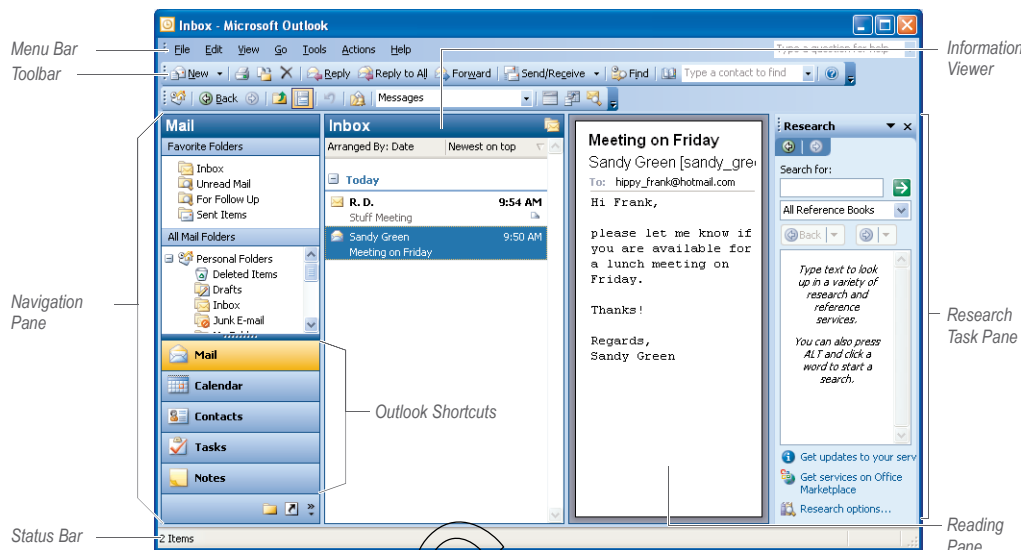 Inbox - Microsoft Outlook
Menu Bar
File Edit View Go Tools Actions Help
Type a question for help
Information Viewer
Toolbar
New Reply Reply to All Forward Send/Receive Find Type a contact to find
Back Messages
Mail
Favorite Folders
Inbox
Unread Mail
For Follow Up
Sent Items
All Mail Folders
Personal Folders
Deleted Items
Drafts
Inbox
Junk E-mail
Navigation Pane
Mail
Calendar
Contacts
Tasks
Notes
Outlook Shortcuts
Inbox
Arranged By: Date Newest on top
Today
R. D. 9:54 AM
Stuff Meeting
Sandy Green 9:50 AM
Meeting on Friday
Meeting on Friday
Sandy Green [sandy_gre
To: hippy_frank@hotmail.com
Hi Frank,
please let me know if
you are available for
a lunch meeting on
Friday.
Thanks!
Regards,
Sandy Green
Research
Search for:
All Reference Books
Back
Type text to look
up in a variety of
research and
reference
services.
You can also press
ALT and click a
word to start a
search.
Get updates to your serv
Get services on Office
Marketplace
Research options...
Research
Task Pane
Reading
Pane
Status Bar
2 Items